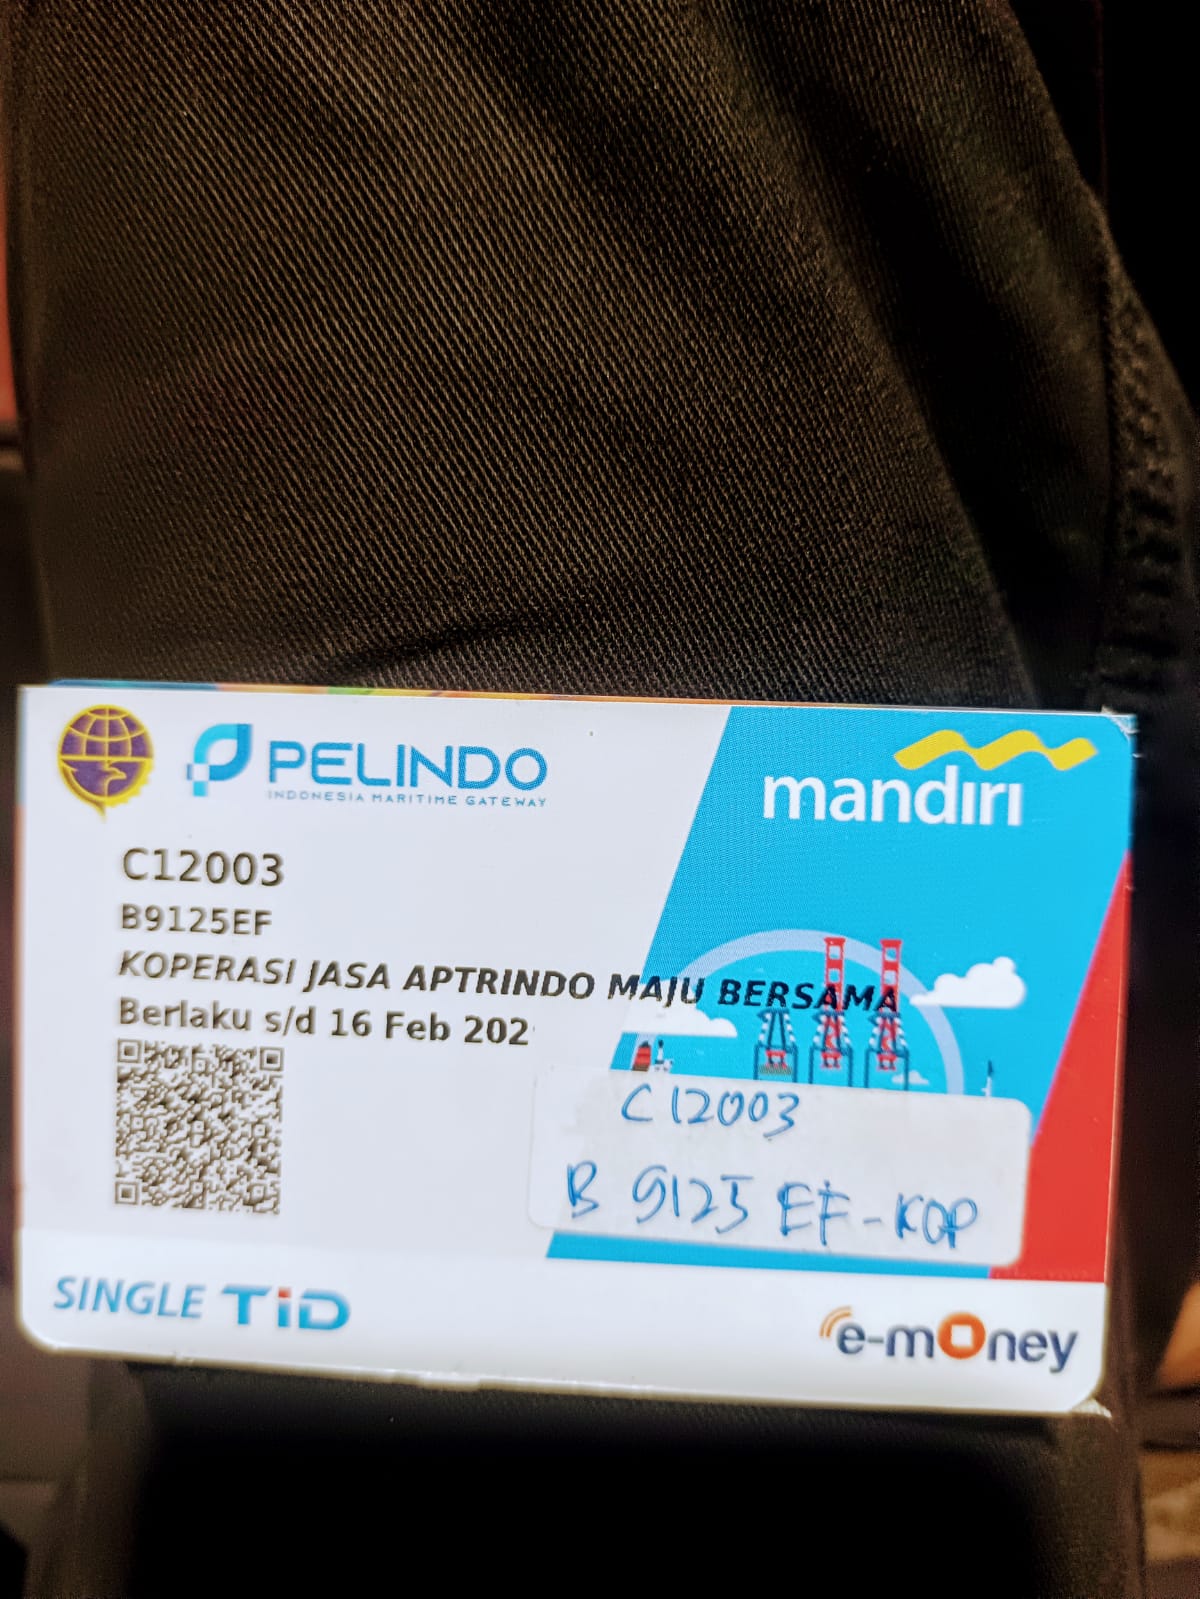 PELINDO
INDONESIA MARITIME GATEWAY
mandiri
C12003
B9125EF
KOPERASI JASA APTRINDO MAJU BERSAMA
Berlaku s/d 16 Feb 202
C12003
B 9125 EF-KOP
SINGLE TiD
e-money